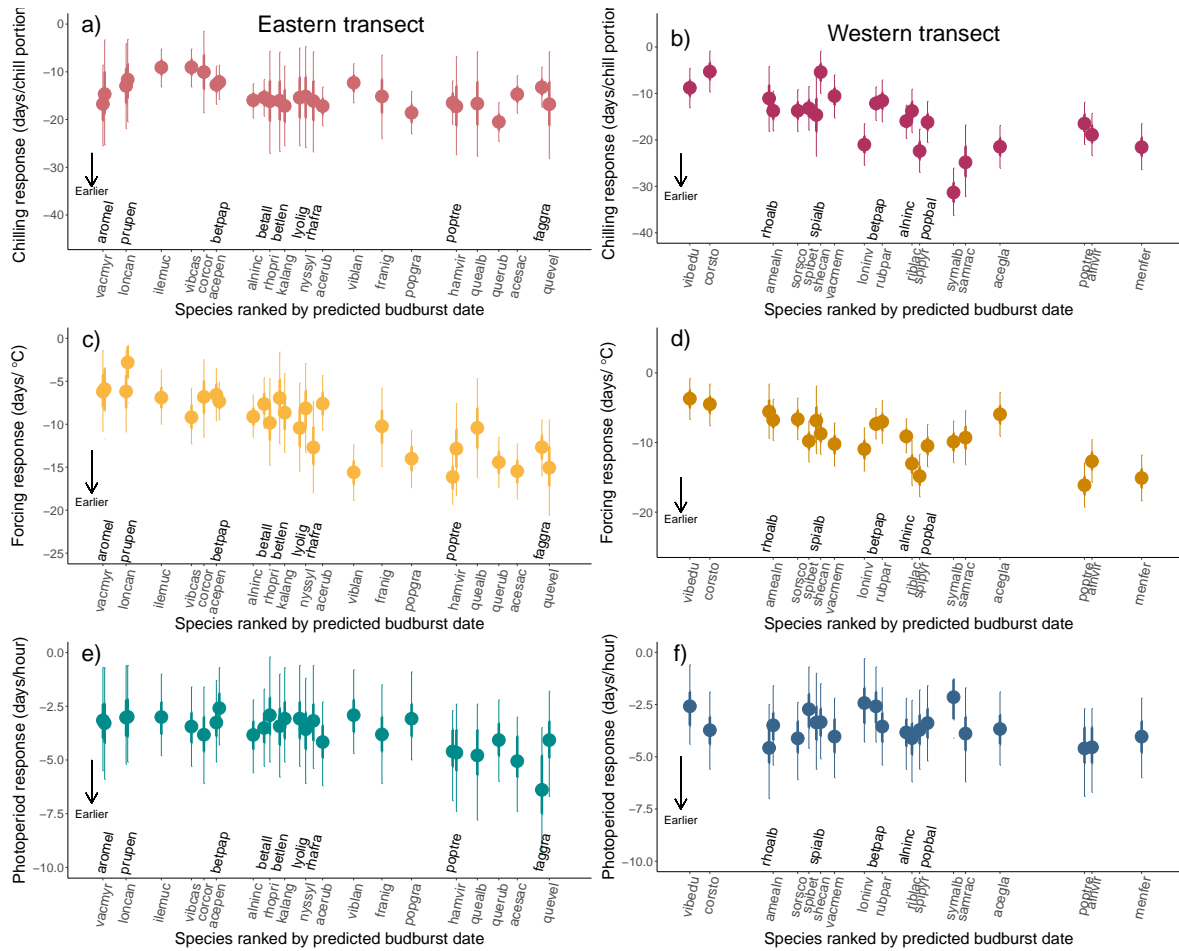 a) Eastern transect
Chilling response (days/chill portion
0
−10
−20
−30
−40
Earlier
aromel prupen betpap betall betlen lyolig rhafra poptre faggra
vacmyr loncan ilemuc vibcas corcor acepen alninc rhopri kalang nyssyl acerub viblan franig popgra hamvir quealb querub acesac quevel
Species ranked by predicted budburst date
b) Western transect
Chilling response (days/chill portion
0
−10
−20
−30
−40
Earlier
rhoalb spialb betpap alninc popbal
vibedu corsto amealn sorsco spibet shecan vacmem loninv rubpar riblac spipyr symalb samrac acegla poptre menfer
Species ranked by predicted budburst date
c)
Forcing response (days/ °C)
0
−5
−10
−15
−20
−25
Earlier
aromel prupen betpap betall betlen lyolig rhafra poptre faggra
vacmyr loncan ilemuc vibcas corcor acepen alninc rhopri kalang nyssyl acerub viblan franig popgra hamvir quealb querub acesac quevel
Species ranked by predicted budburst date
d)
Forcing response (days/ °C)
0
−10
−20
Earlier
rhoalb spialb betpap alninc popbal
vibedu corsto amealn sorsco spibet shecan vacmem loninv rubpar riblac spipyr symalb samrac acegla poptre menfer
Species ranked by predicted budburst date
e)
Photoperiod response (days/hour)
0.0
−2.5
−5.0
−7.5
−10.0
Earlier
aromel prupen betpap betall betlen lyolig rhafra poptre faggra
vacmyr loncan ilemuc vibcas corcor acepen alninc rhopri kalang nyssyl acerub viblan franig popgra hamvir quealb querub acesac quevel
Species ranked by predicted budburst date
f)
Photoperiod response (days/hour)
0.0
−2.5
−5.0
−7.5
−10.0
Earlier
rhoalb spialb betpap alninc popbal
vibedu corsto amealn sorsco spibet shecan vacmem loninv rubpar riblac spipyr symalb samrac acegla poptre menfer
Species ranked by predicted budburst date